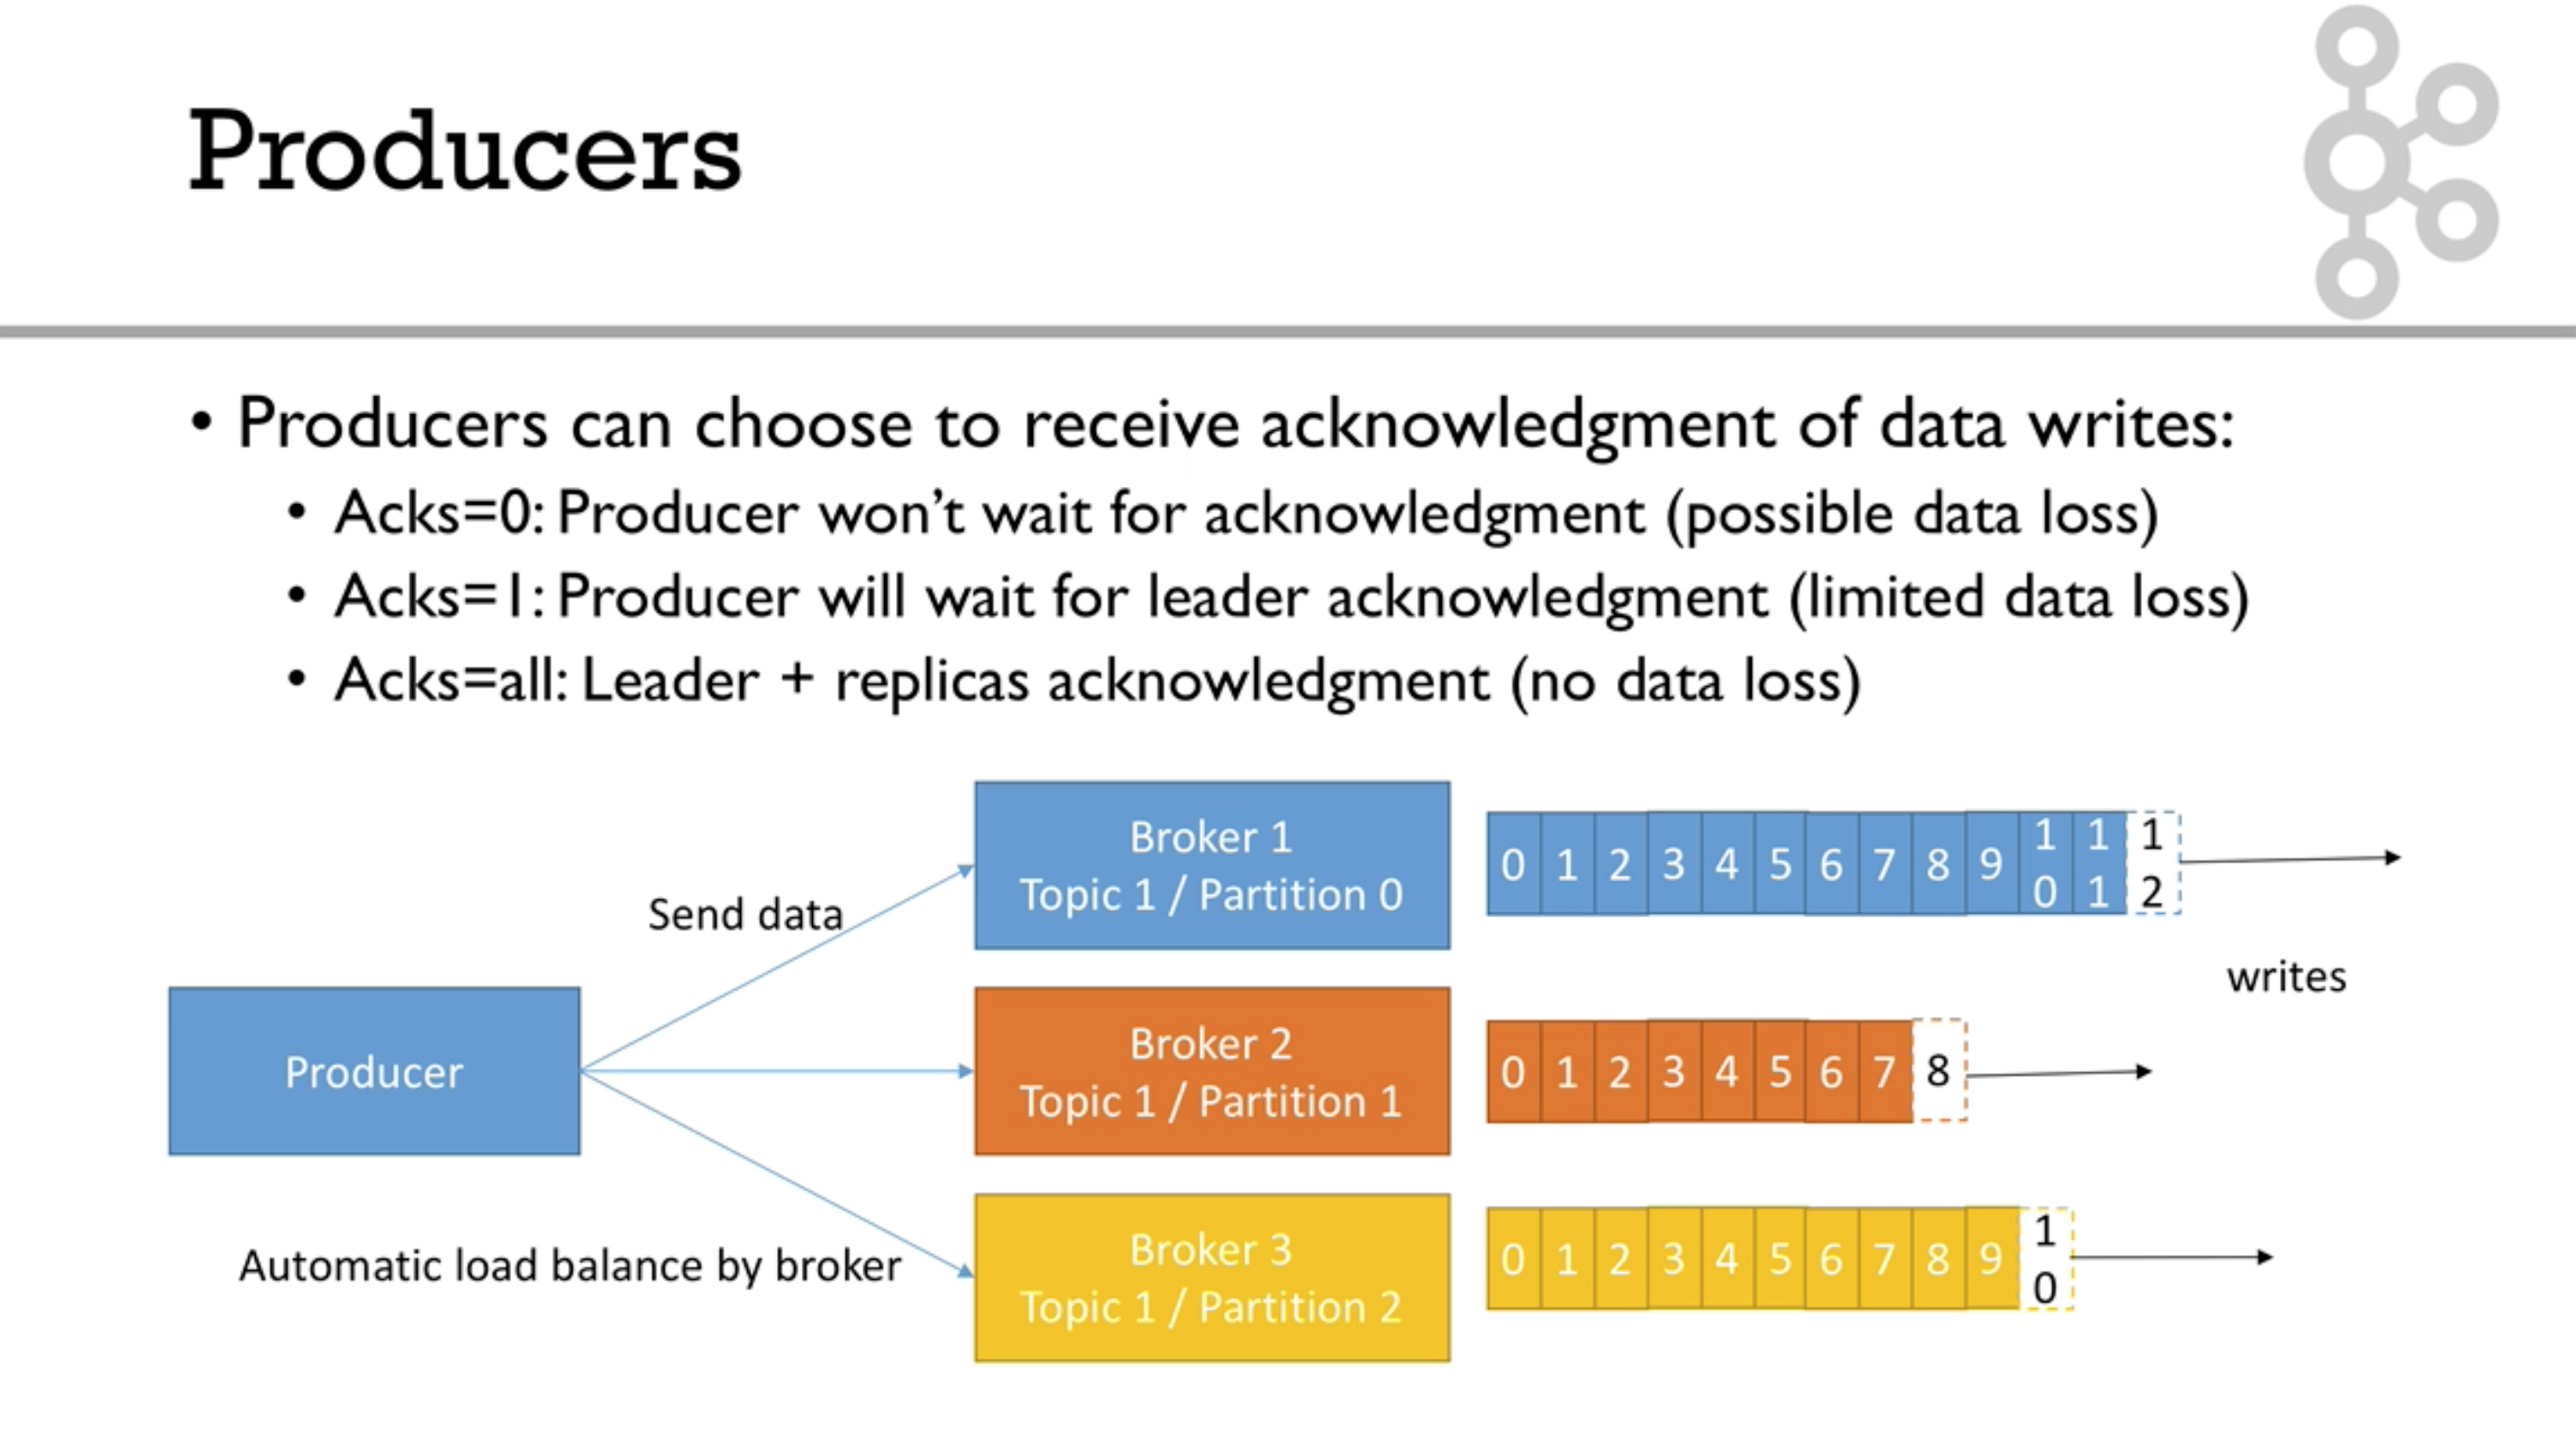 Producers
• Producers can choose to receive acknowledgment of data writes:
• Acks=0: Producer won’t wait for acknowledgment (possible data loss)
• Acks=1: Producer will wait for leader acknowledgment (limited data loss)
• Acks=all: Leader + replicas acknowledgment (no data loss)
Send data
Producer
Automatic load balance by broker
Broker 1
Topic 1 / Partition 0
0 1 2 3 4 5 6 7 8 9 10 11 12
writes
Broker 2
Topic 1 / Partition 1
0 1 2 3 4 5 6 7 8
Broker 3
Topic 1 / Partition 2
0 1 2 3 4 5 6 7 8 9 10